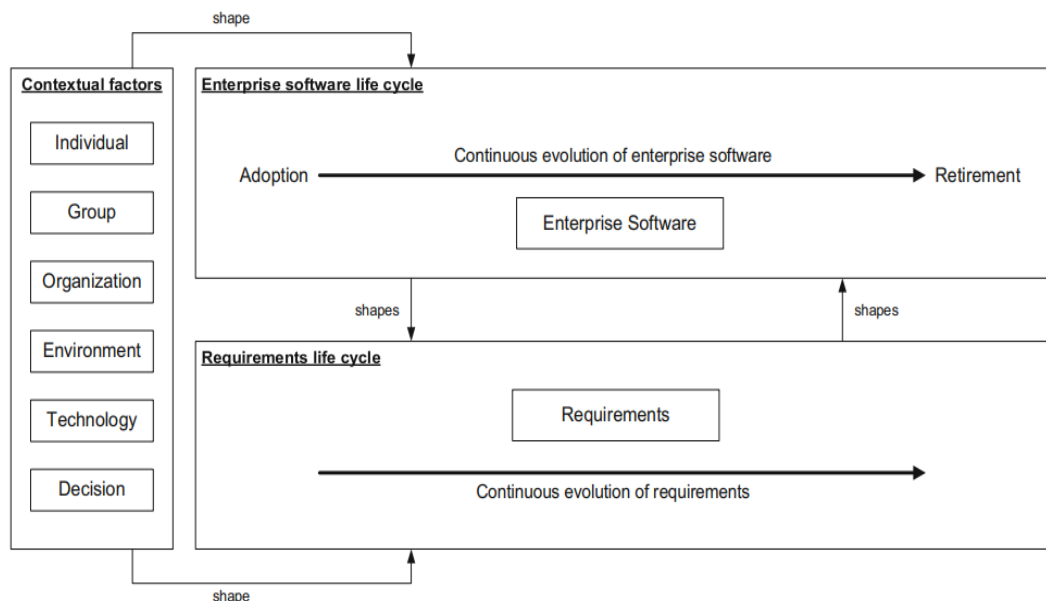 shape
Contextual factors
Individual
Group
Organization
Environment
Technology
Decision
Enterprise software life cycle
Continuous evolution of enterprise software
Adoption
Retirement
Enterprise Software
shapes
shapes
Requirements life cycle
Requirements
Continuous evolution of requirements
shape